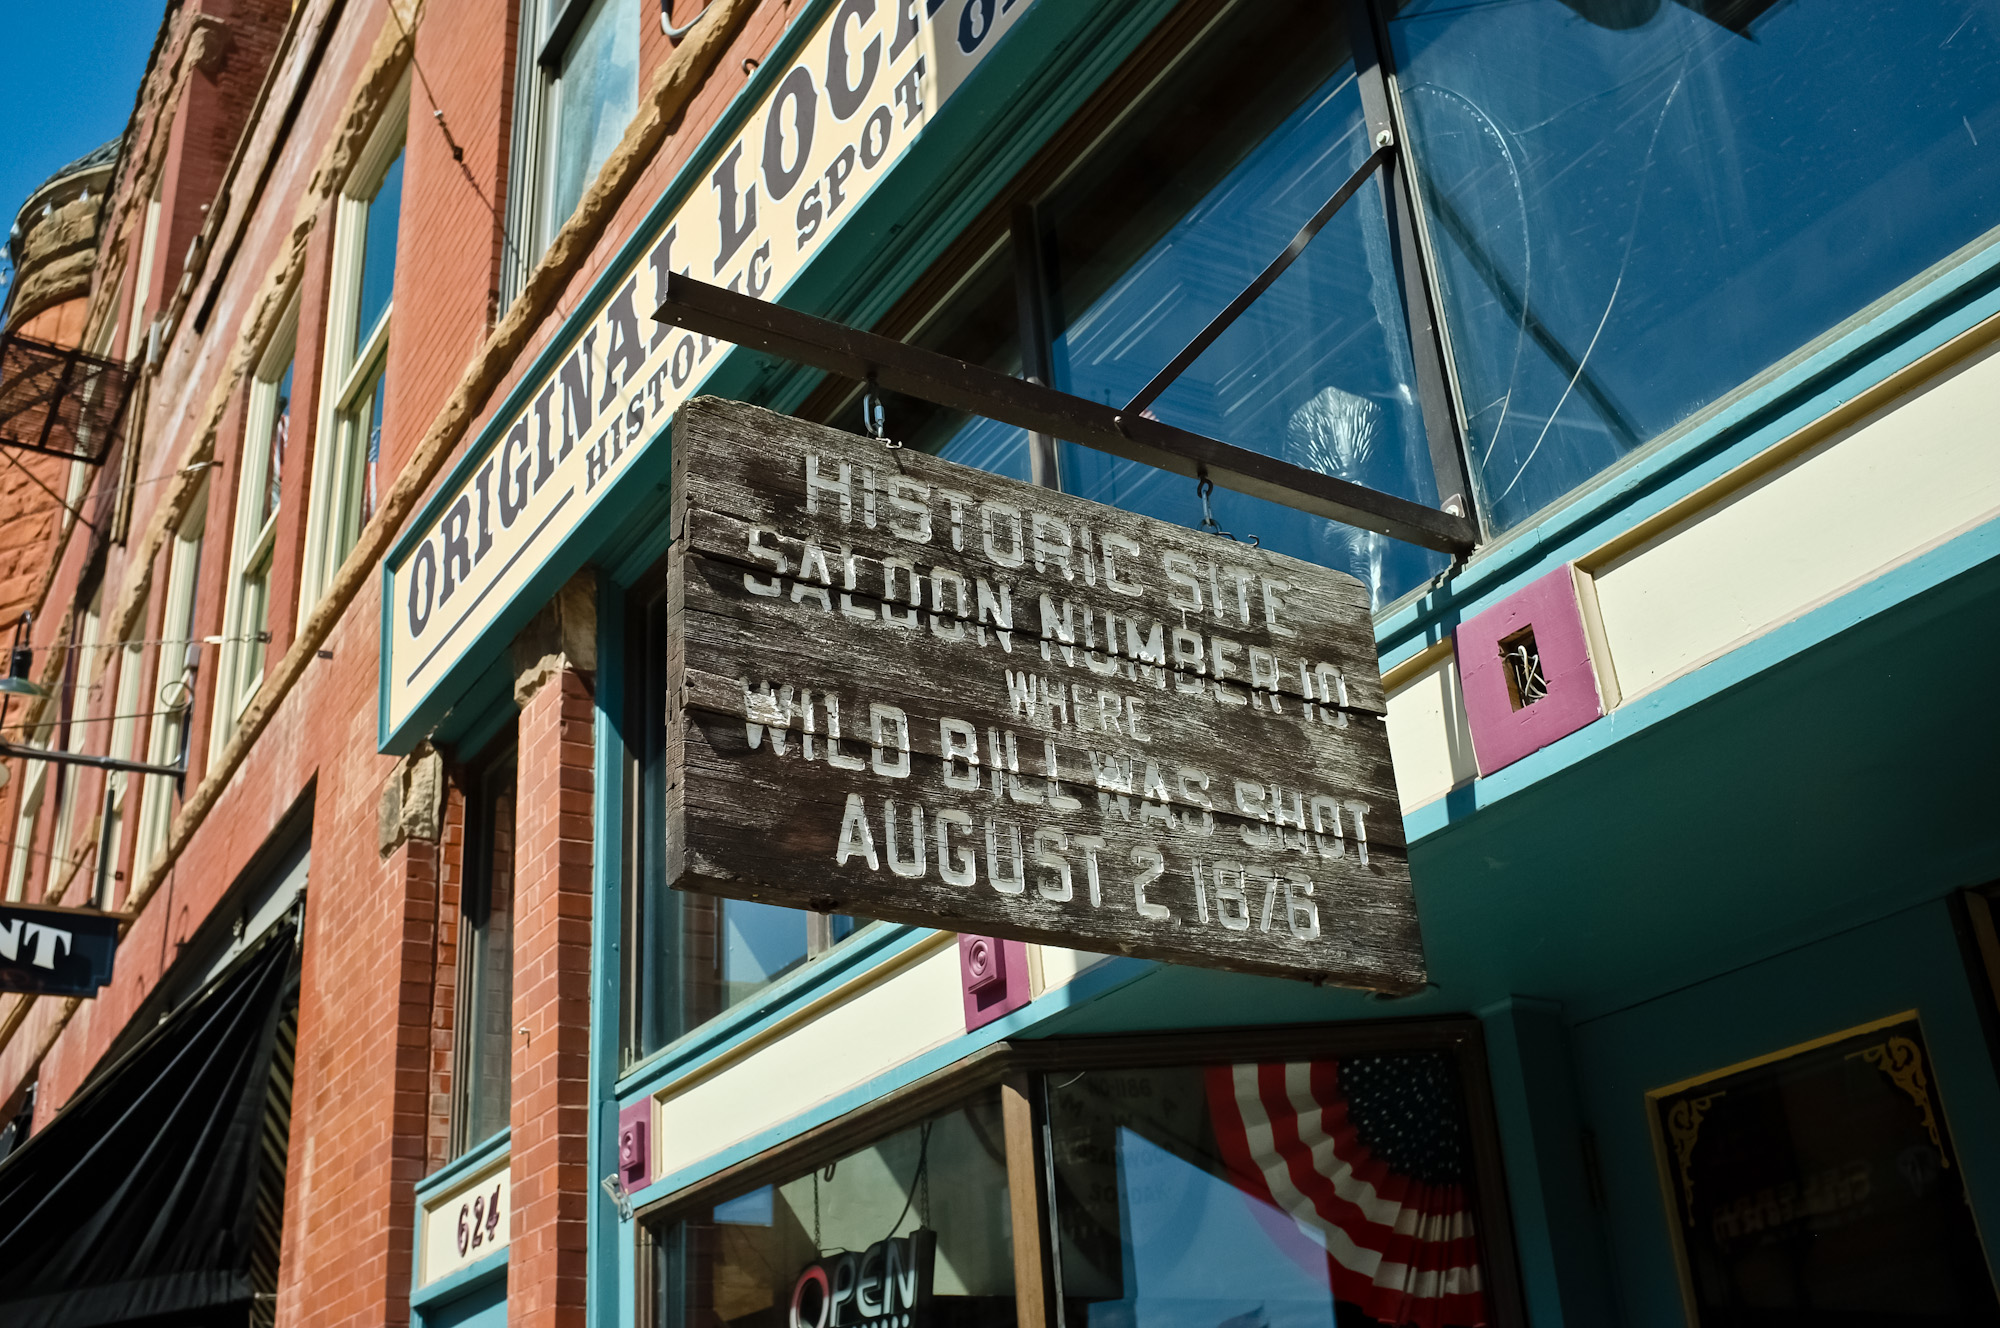 ORIGINAL
HISTORIC SPOT
HISTORIC SITE
SALOON NUMBER 10
WHERE
WILD BILL WAS SHOT
AUGUST 2, 1876
NT
624
OPEN